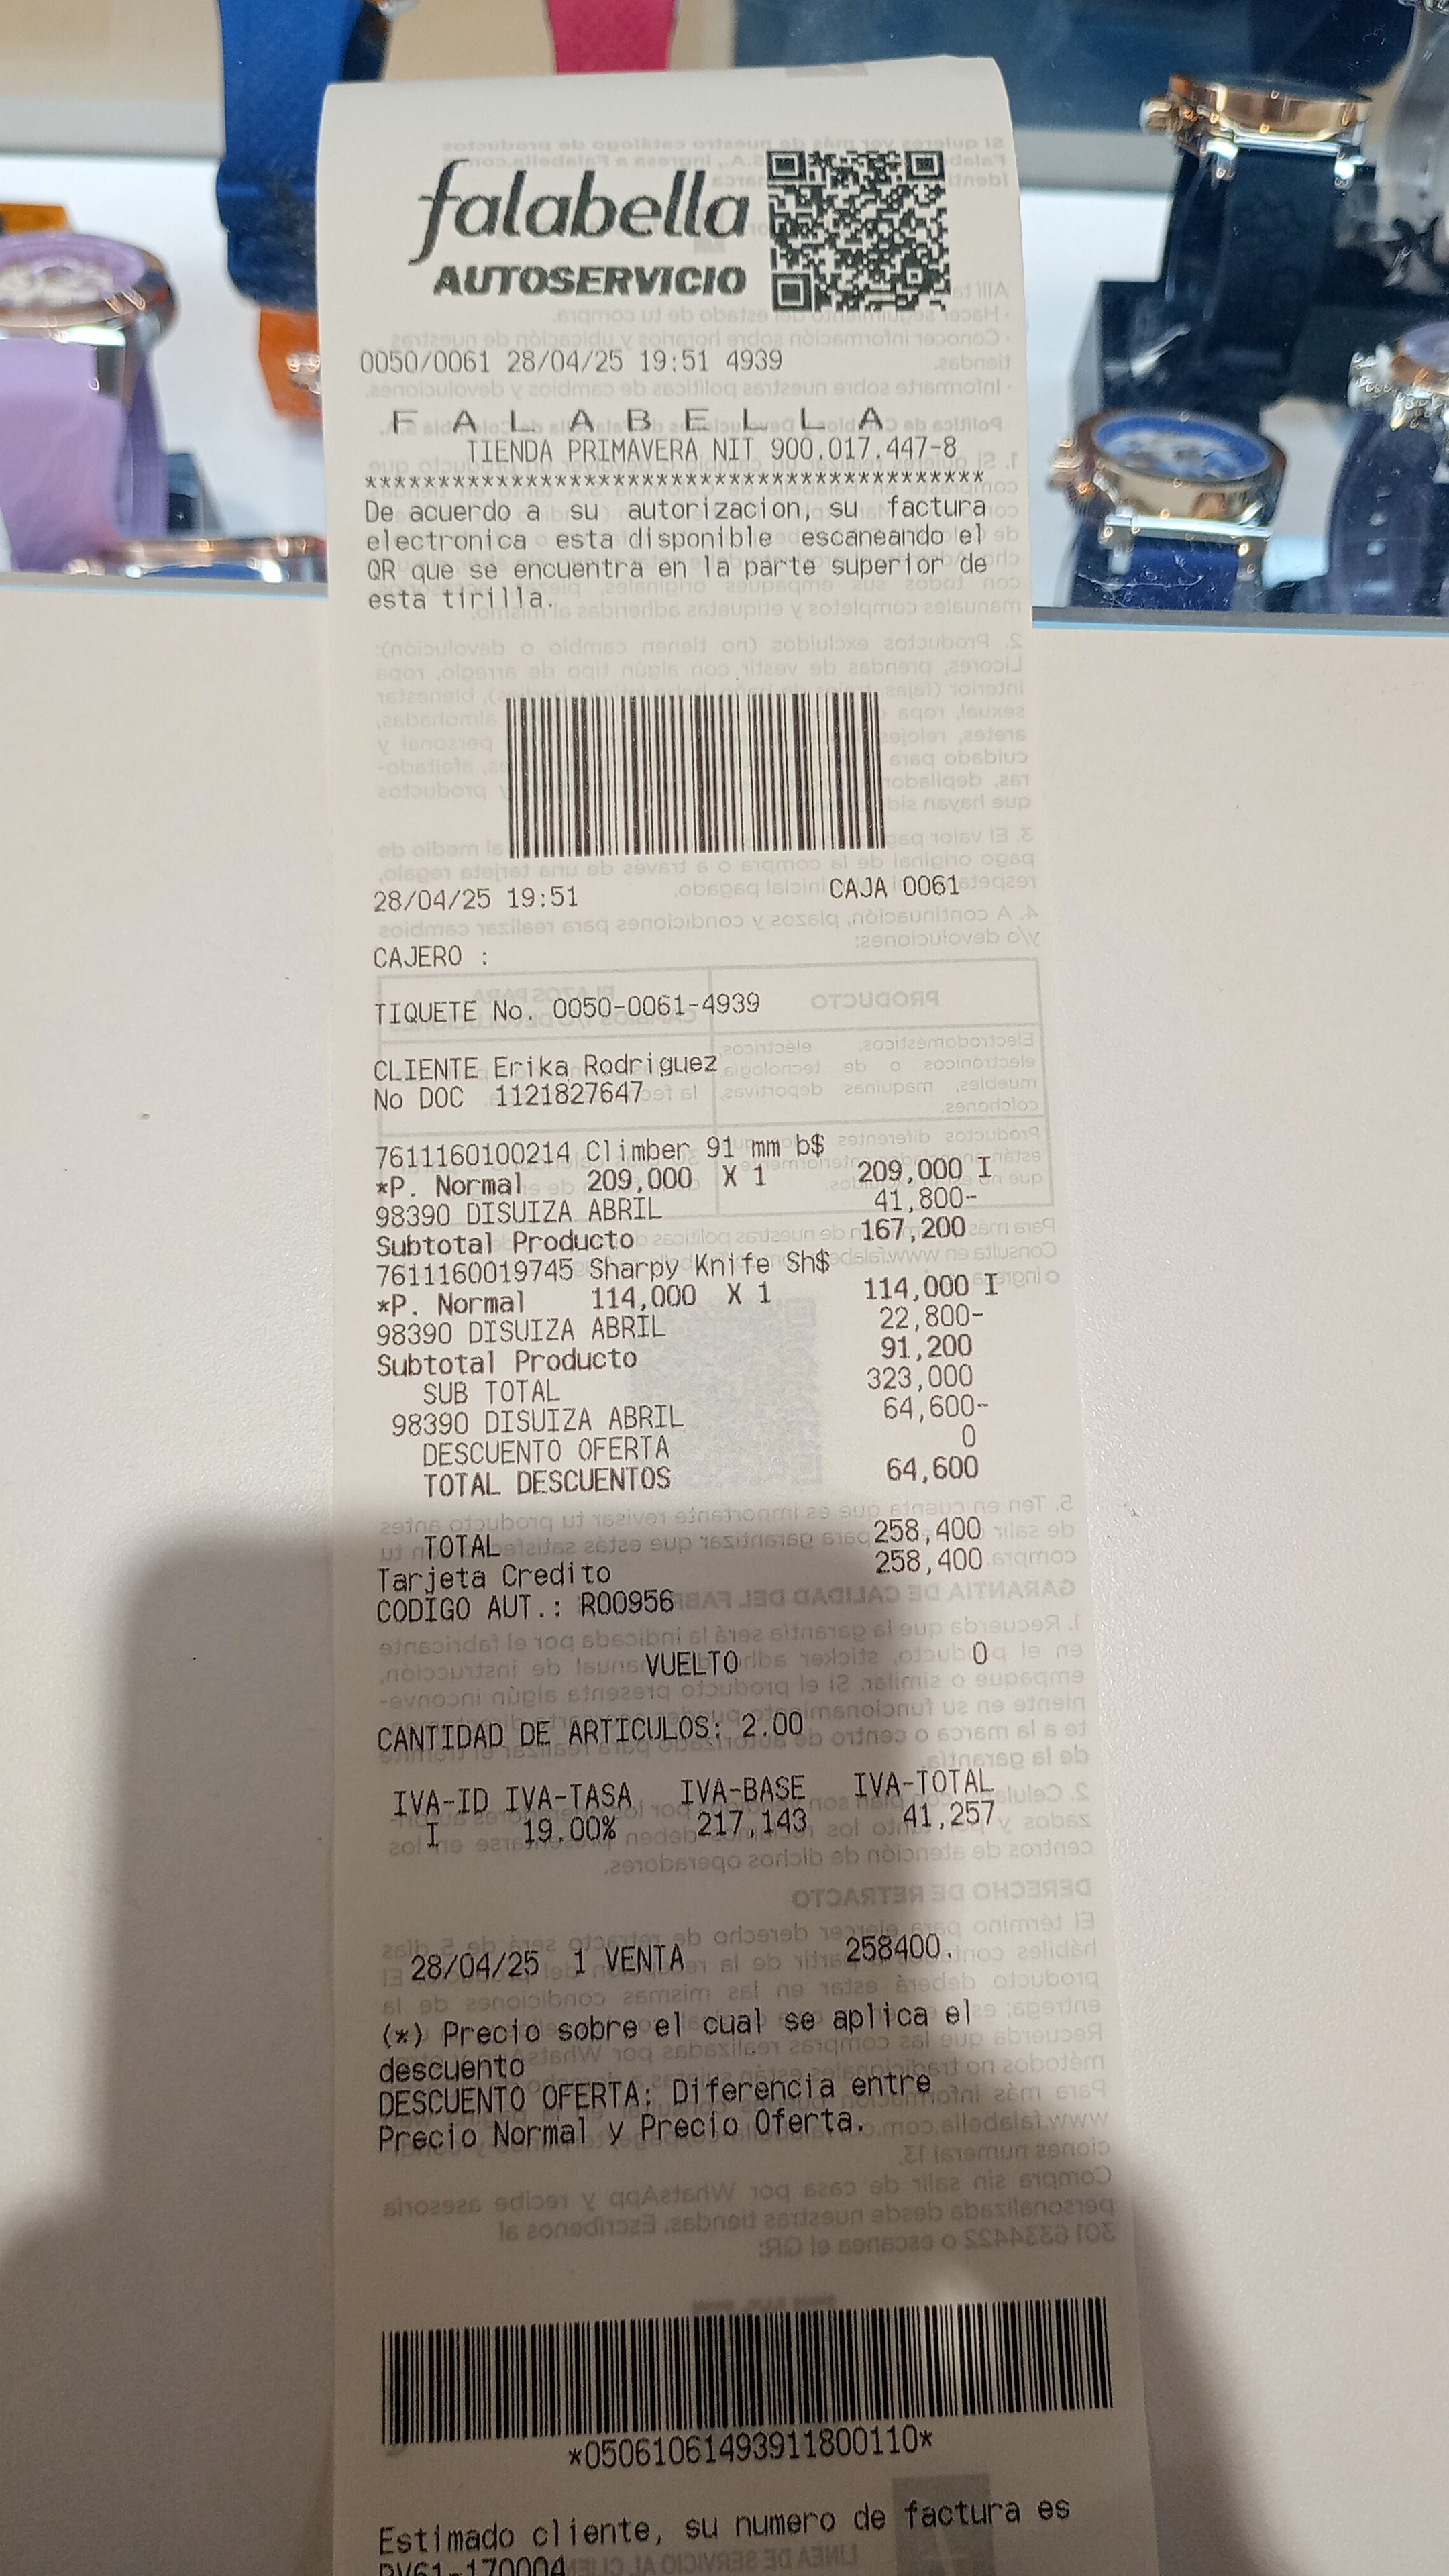 falabella
AUTOSERVICIO
0050/0061 28/04/25 19:51 4939
F A L A B E L L A
TIENDA PRIMAVERA NIT 900.017.447-8
******************************************
De acuerdo a su autorizacion, su factura
electronica esta disponible escaneando el
QR que se encuentra en la parte superior de
esta tirilla.
28/04/25 19:51 CAJA 0061
CAJERO :
TIQUETE No. 0050-0061-4939
CLIENTE Erika Rodriguez
No DOC 1121827647
7611160100214 Climber 91 mm b$
*P. Normal 209,000 X 1 209,000 I
98390 DISUIZA ABRIL 41,800-
Subtotal Producto 167,200
7611160019745 Sharpy Knife Sh$
*P. Normal 114,000 X 1 114,000 I
98390 DISUIZA ABRIL 22,800-
Subtotal Producto 91,200
SUB TOTAL 323,000
98390 DISUIZA ABRIL 64,600-
DESCUENTO OFERTA 0
TOTAL DESCUENTOS 64,600
TOTAL 258,400
Tarjeta Credito 258,400
CODIGO AUT.: R00956
VUELTO 0
CANTIDAD DE ARTICULOS: 2.00
IVA-ID IVA-TASA IVA-BASE IVA-TOTAL
I 19.00% 217,143 41,257
28/04/25 1 VENTA 258400.
(*) Precio sobre el cual se aplica el
descuento
DESCUENTO OFERTA: Diferencia entre
Precio Normal y Precio Oferta.
*05061061493911800110*
Estimado cliente, su numero de factura es
PV61-170004